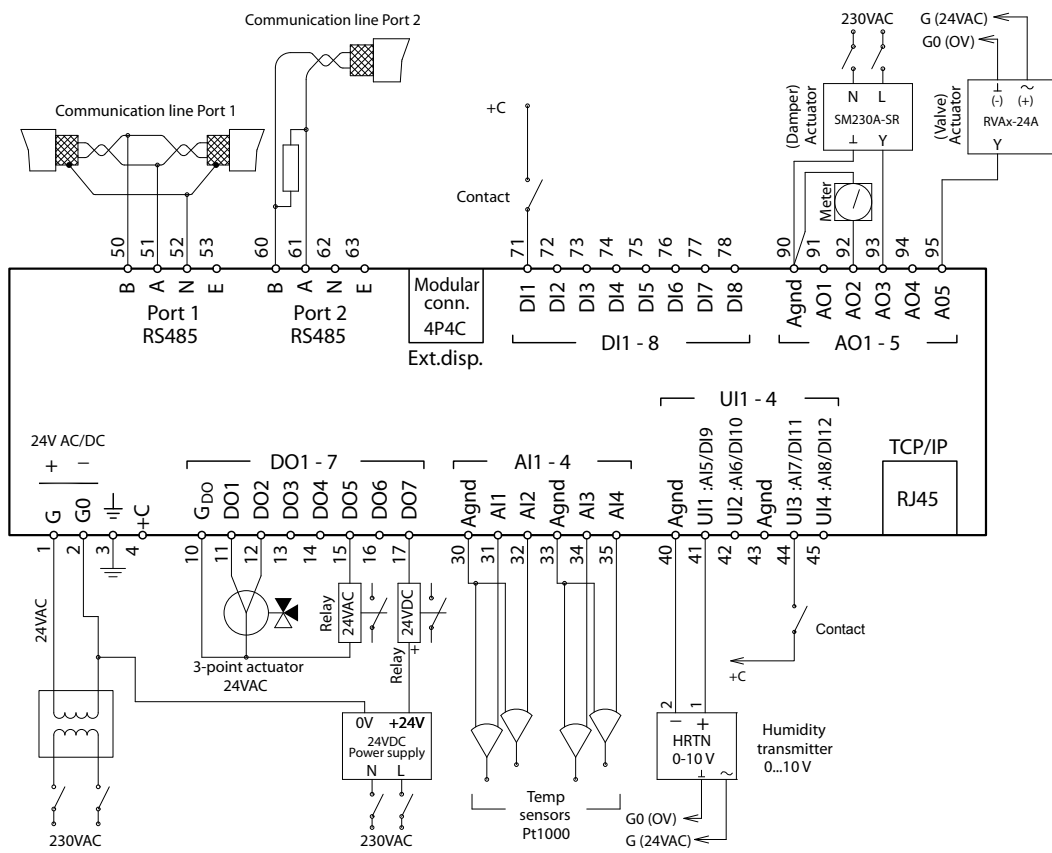 Communication line Port 2
Communication line Port 1
+C
Contact
230VAC
G (24VAC)
G0 (OV)
(Damper)
Actuator
N L
SM230A-SR
⊥ Y
Meter
(Valve)
Actuator
⊥ ~
(-) (+)
RVAx-24A
Y
50 51 52 53
60 61 62 63
71 72 73 74 75 76 77 78
90 91 92 93 94 95
B A N E
Port 1
RS485
B A N E
Port 2
RS485
Modular
conn.
4P4C
Ext.disp.
DI1 DI2 DI3 DI4 DI5 DI6 DI7 DI8
DI1 - 8
Agnd AO1 AO2 AO3 AO4 A05
AO1 - 5
24V AC/DC
+ −
G G0 +C
DO1 - 7
GDO DO1 DO2 DO3 DO4 DO5 DO6 DO7
AI1 - 4
Agnd AI1 AI2 Agnd AI3 AI4
UI1 - 4
Agnd
UI1 :AI5/DI9
UI2 :AI6/DI10
Agnd
UI3 :AI7/DI11
UI4 :AI8/DI12
TCP/IP
RJ45
1 2 3 4
10 11 12 13 14 15 16 17
30 31 32 33 34 35
40 41 42 43 44 45
24VAC
230VAC
3-point actuator
24VAC
Relay
24VAC
Relay
24VDC
+
0V +24V
24VDC
Power supply
N L
230VAC
Temp
sensors
Pt1000
Contact
+C
2 1
− +
HRTN
0-10 V
⊥ ~
Humidity
transmitter
0...10 V
G0 (OV)
G (24VAC)